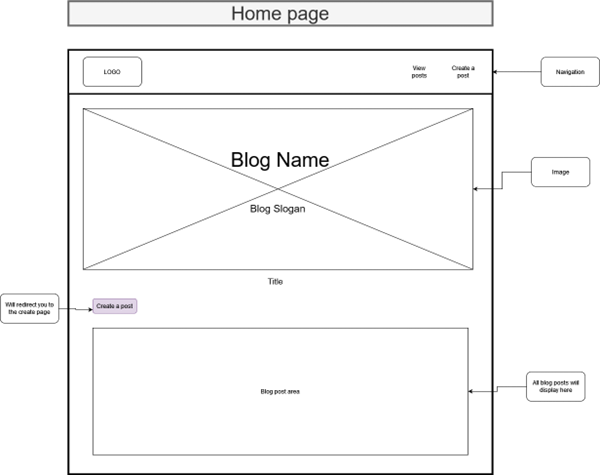 Home page
LOGO
View
posts
Create a
post
Navigation
Blog Name
Image
Blog Slogan
Title
Will redirect you to
the create page
Create a post
Blog post area
All blog posts will
display here